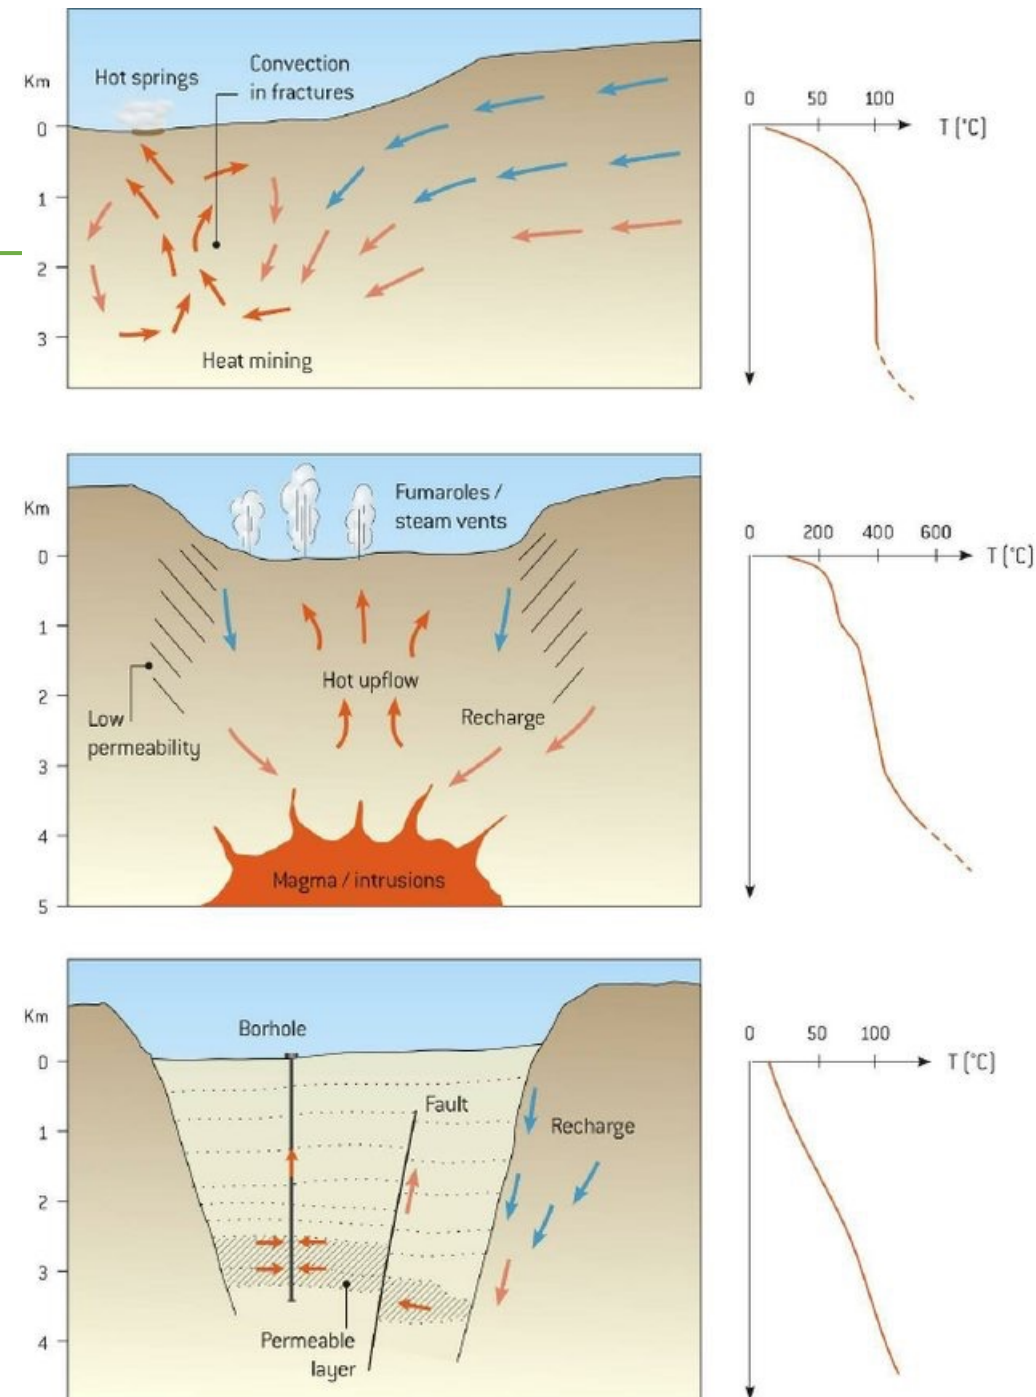 Km
Hot springs
Convection
in fractures
0
1
2
3
Heat mining
0 50 100
T (°C)
Km
Fumaroles /
steam vents
0
1
2
3
4
5
Hot upflow
Low
permeability
Recharge
Magma / intrusions
0 200 400 600
T (°C)
Km
Borhole
0
1
2
3
4
Fault
Recharge
Permeable
layer
0 50 100
T (°C)